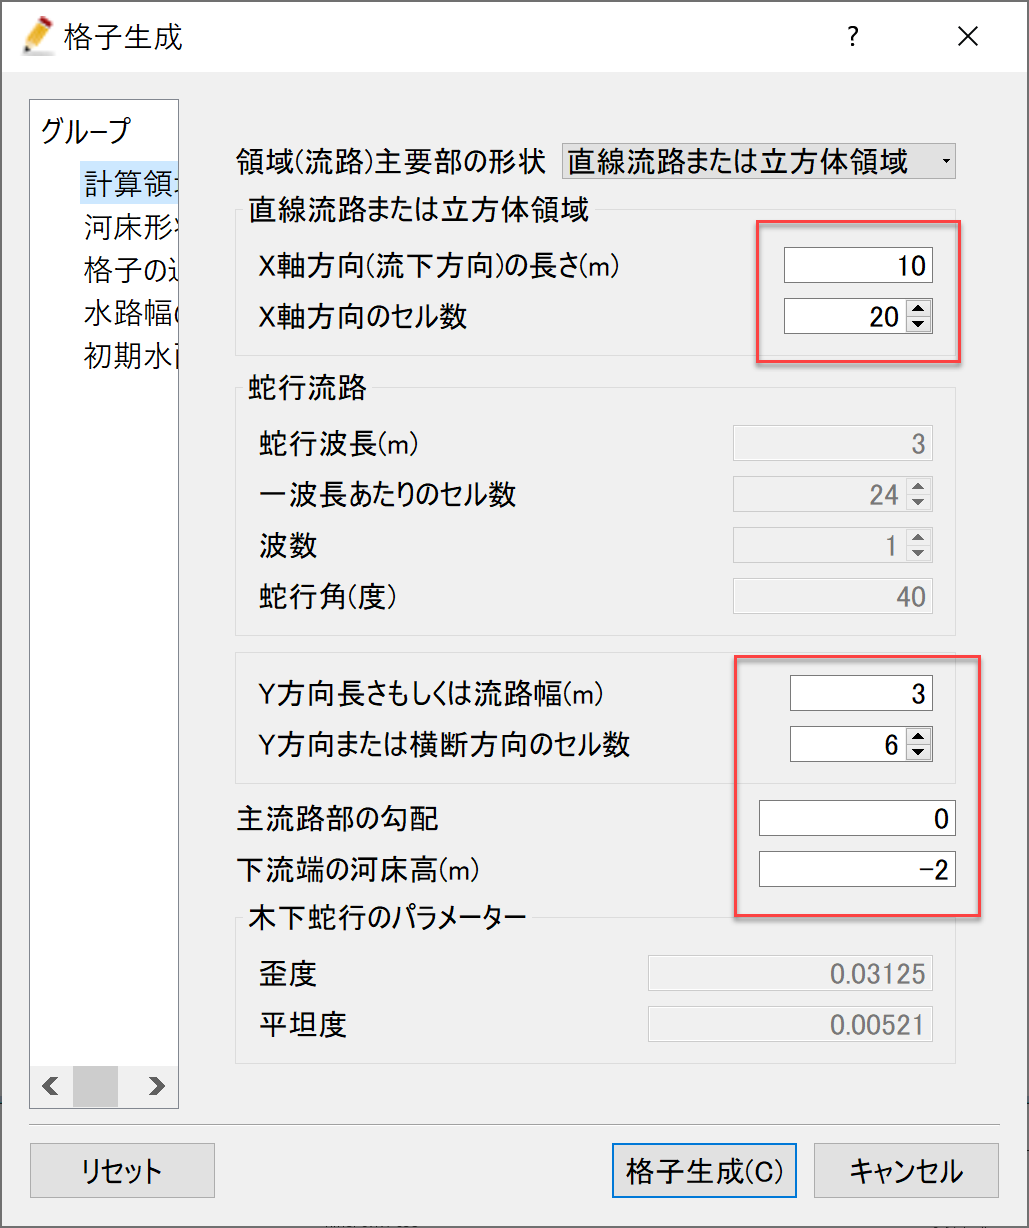 格子生成
?
グループ
計算領
河床形
格子の
水路幅
初期水
領域(流路)主要部の形状 直線流路または立方体領域
直線流路または立方体領域
X軸方向(流下方向)の長さ(m) 10
X軸方向のセル数 20
蛇行流路
蛇行波長(m) 3
一波長あたりのセル数 24
波数 1
蛇行角(度) 40
Y方向長さもしくは流路幅(m) 3
Y方向または横断方向のセル数 6
主流路部の勾配 0
下流端の河床高(m) -2
木下蛇行のパラメーター
歪度 0.03125
平坦度 0.00521
リセット 格子生成(C) キャンセル